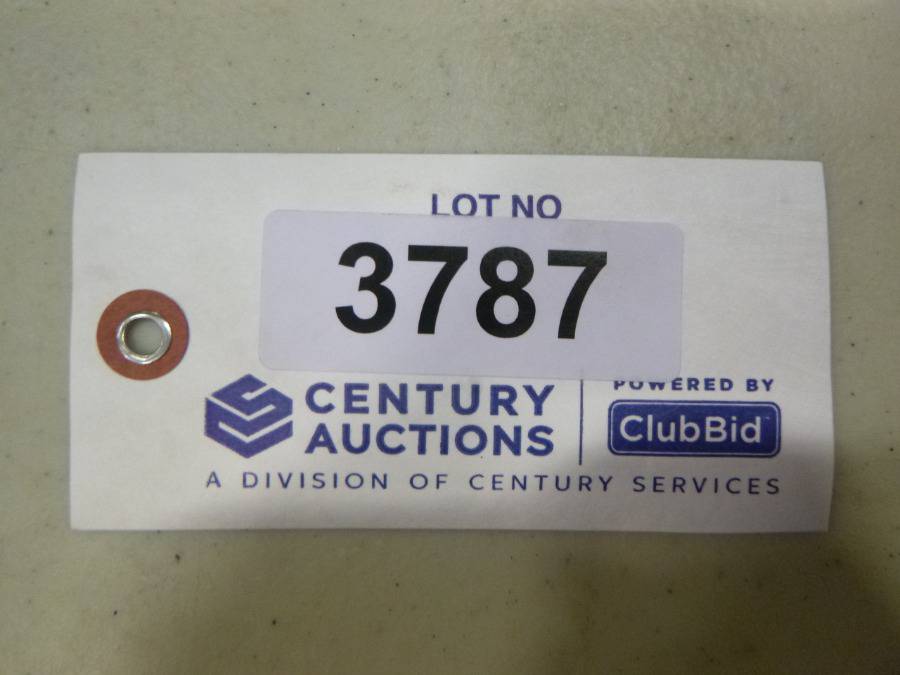 LOT NO
3787
CENTURY
AUCTIONS
POWERED BY
ClubBid
A DIVISION OF CENTURY SERVICES